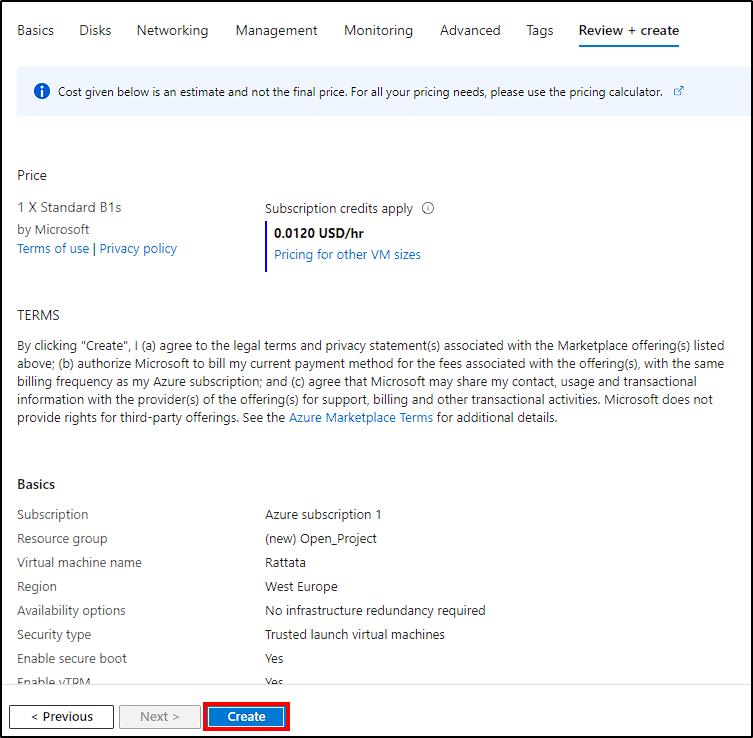 Basics Disks Networking Management Monitoring Advanced Tags Review + create
Cost given below is an estimate and not the final price. For all your pricing needs, please use the pricing calculator.
Price
1 X Standard B1s
by Microsoft
Terms of use | Privacy policy
Subscription credits apply
0.0120 USD/hr
Pricing for other VM sizes
TERMS
By clicking "Create", I (a) agree to the legal terms and privacy statement(s) associated with the Marketplace offering(s) listed
above; (b) authorize Microsoft to bill my current payment method for the fees associated with the offering(s), with the same
billing frequency as my Azure subscription; and (c) agree that Microsoft may share my contact, usage and transactional
information with the provider(s) of the offering(s) for support, billing and other transactional activities. Microsoft does not
provide rights for third-party offerings. See the Azure Marketplace Terms for additional details.
Basics
Subscription Azure subscription 1
Resource group (new) Open_Project
Virtual machine name Rattata
Region West Europe
Availability options No infrastructure redundancy required
Security type Trusted launch virtual machines
Enable secure boot Yes
Enable vTPM Yes
< Previous Next > Create